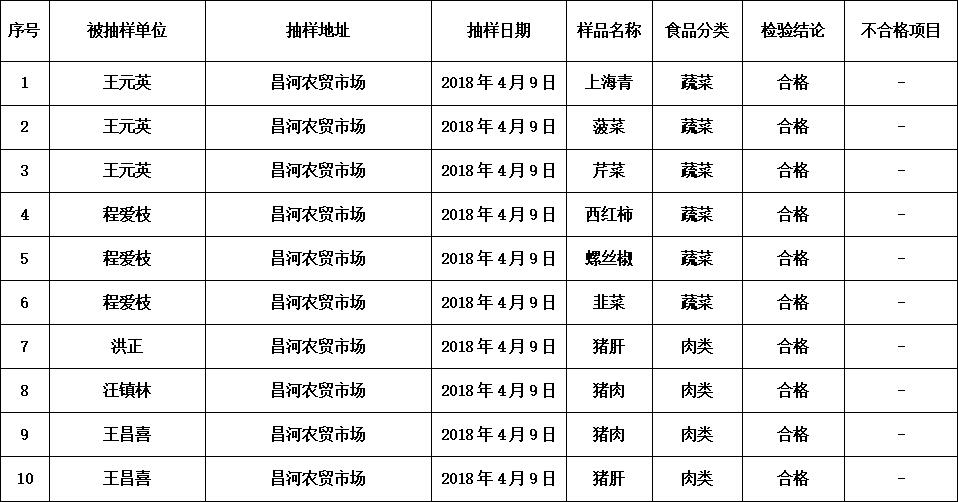 序号 被抽样单位 抽样地址 抽样日期 样品名称 食品分类 检验结论 不合格项目
1 王元英 昌河农贸市场 2018年4月9日 上海青 蔬菜 合格 -
2 王元英 昌河农贸市场 2018年4月9日 菠菜 蔬菜 合格 -
3 王元英 昌河农贸市场 2018年4月9日 芹菜 蔬菜 合格 -
4 程爱枝 昌河农贸市场 2018年4月9日 西红柿 蔬菜 合格 -
5 程爱枝 昌河农贸市场 2018年4月9日 螺丝椒 蔬菜 合格 -
6 程爱枝 昌河农贸市场 2018年4月9日 韭菜 蔬菜 合格 -
7 洪正 昌河农贸市场 2018年4月9日 猪肝 肉类 合格 -
8 汪镇林 昌河农贸市场 2018年4月9日 猪肉 肉类 合格 -
9 王昌喜 昌河农贸市场 2018年4月9日 猪肉 肉类 合格 -
10 王昌喜 昌河农贸市场 2018年4月9日 猪肝 肉类 合格 -